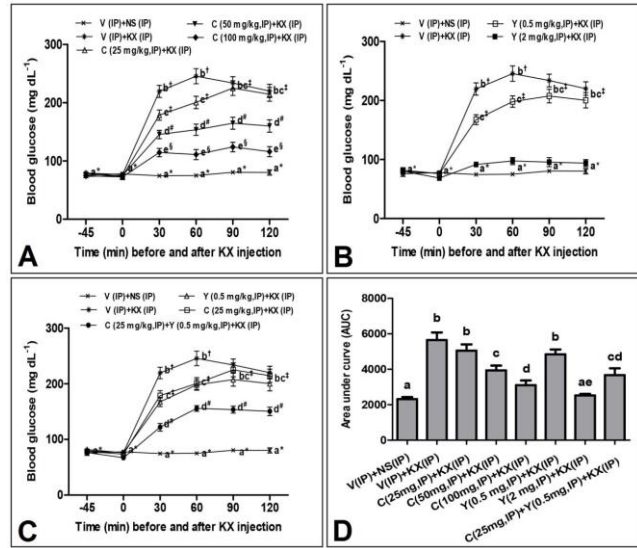 V (IP)+NS (IP)
V (IP)+KX (IP)
C (25 mg/kg,IP)+KX (IP)
C (50 mg/kg,IP)+KX (IP)
C (100 mg/kg,IP)+KX (IP)
Blood glucose (mg dL-1)
300
200
100
0
b‡ b† bc‡
c‡ c‡ bc‡
d# d# d# d#
e§ e§ e§ e§
a* a* a* a* a* a*
-45 0 30 60 90 120
Time (min) before and after KX injection
A
V (IP)+NS (IP)
V (IP)+KX (IP)
Y (0.5 mg/kg,IP)+KX (IP)
Y (2 mg/kg,IP)+KX (IP)
Blood glucose (mg dL-1)
300
200
100
0
b‡ b† bc‡
c‡ c‡ bc‡
a* a* a* a* a* a*
-45 0 30 60 90 120
Time (min) before and after KX injection
B
V (IP)+NS (IP)
V (IP)+KX (IP)
Y (0.5 mg/kg,IP)+KX (IP)
C (25 mg/kg,IP)+KX (IP)
C (25 mg/kg,IP)+Y (0.5 mg/kg,IP)+KX (IP)
Blood glucose (mg dL-1)
300
200
100
0
b‡ b†
c‡ c‡ bc‡ bc‡
d‡ d# d# d#
a* a* a* a* a* a*
-45 0 30 60 90 120
Time (min) before and after KX injection
C
Area under curve (AUC)
8000
6000
4000
2000
0
a b b c d b ae cd
V(IP)+NS(IP)
V(IP)+KX(IP)
C(25mg,IP)+KX(IP)
C(50mg,IP)+KX(IP)
C(100mg,IP)+KX(IP)
Y(0.5 mg,IP)+KX(IP)
Y(2 mg,IP)+KX(IP)
C(25mg,IP)+Y(0.5mg,IP)+KX(IP)
D